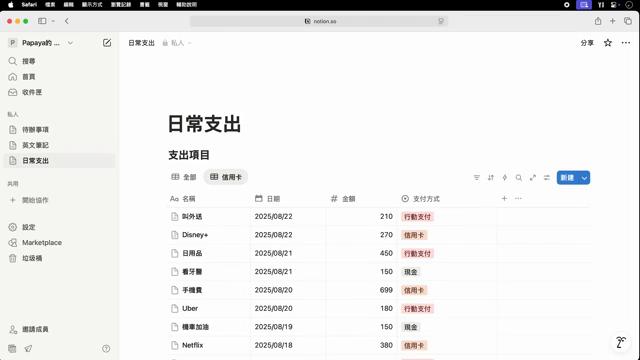 Safari 檔案 編輯 顯示方式 瀏覽記錄 書籤 視窗 輔助說明
notion.so
Papaya的 ...
日常支出 私人
分享
搜尋
首頁
收件匣
私人
待辦事項
英文筆記
日常支出
共用
開始協作
設定
Marketplace
垃圾桶
邀請成員
日常支出
支出項目
全部 信用卡
新建
Aa 名稱 日期 # 金額 支付方式
叫外送 2025/08/22 210 行動支付
Disney+ 2025/08/22 270 信用卡
日用品 2025/08/21 450 行動支付
看牙醫 2025/08/21 150 現金
手機費 2025/08/20 699 信用卡
Uber 2025/08/20 180 行動支付
機車加油 2025/08/19 150 現金
Netflix 2025/08/18 380 信用卡